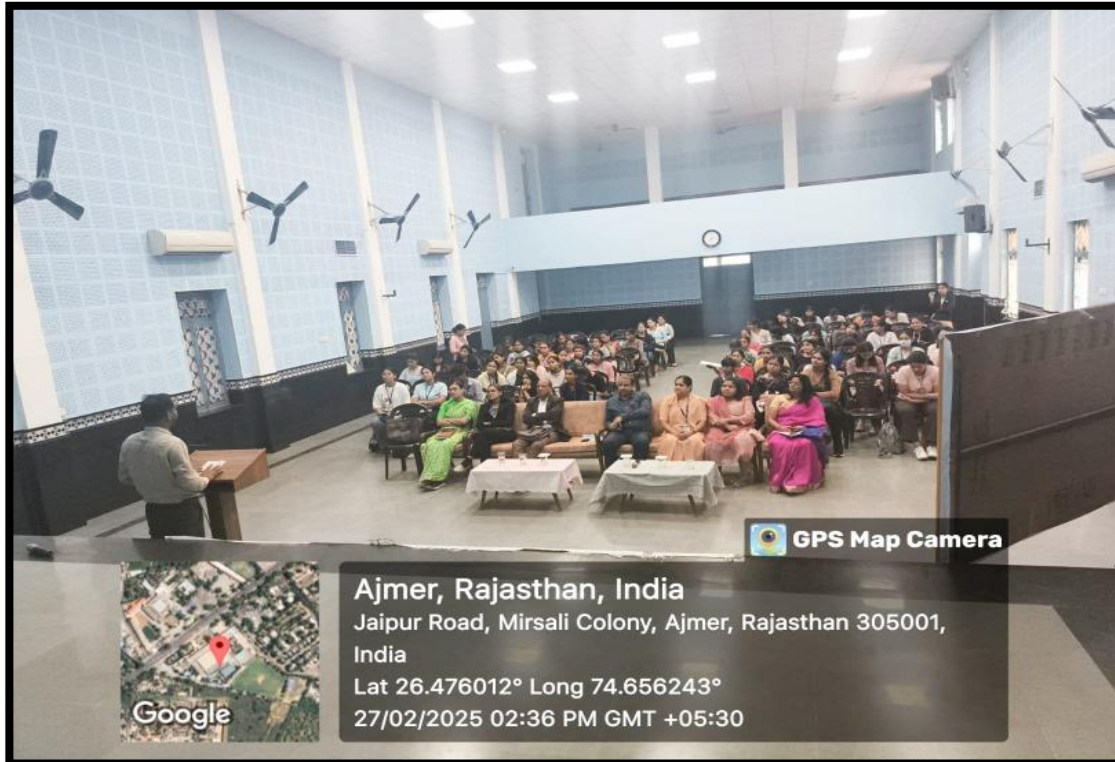 GPS Map Camera
Ajmer, Rajasthan, India
Jaipur Road, Mirsali Colony, Ajmer, Rajasthan 305001,
India
Lat 26.476012° Long 74.656243°
27/02/2025 02:36 PM GMT +05:30
Google